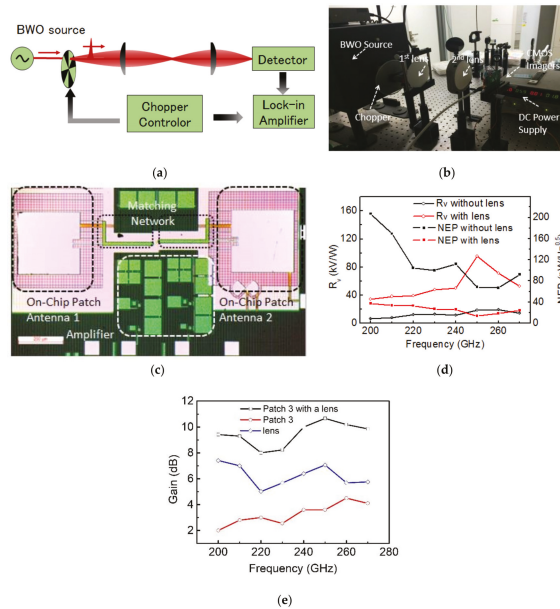 BWO source
Detector
Chopper
Controlor
Lock-in
Amplifier
(a)
BWO Source
1st lens
2nd lens
CMOS
Imagers
Chopper
DC Power
Supply
(b)
Matching
Network
On-Chip Patch
Antenna 1
On-Chip Patch
Antenna 2
Amplifier
(c)
Rv without lens
Rv with lens
NEP without lens
NEP with lens
160
120
80
40
0
Rv (kV/W)
200
160
120
80
40
0
200 210 220 230 240 250 260
Frequency (GHz)
(d)
Patch 3 with a lens
Patch 3
lens
12
10
8
6
4
2
Gain (dB)
200 220 240 260 280
Frequency (GHz)
(e)